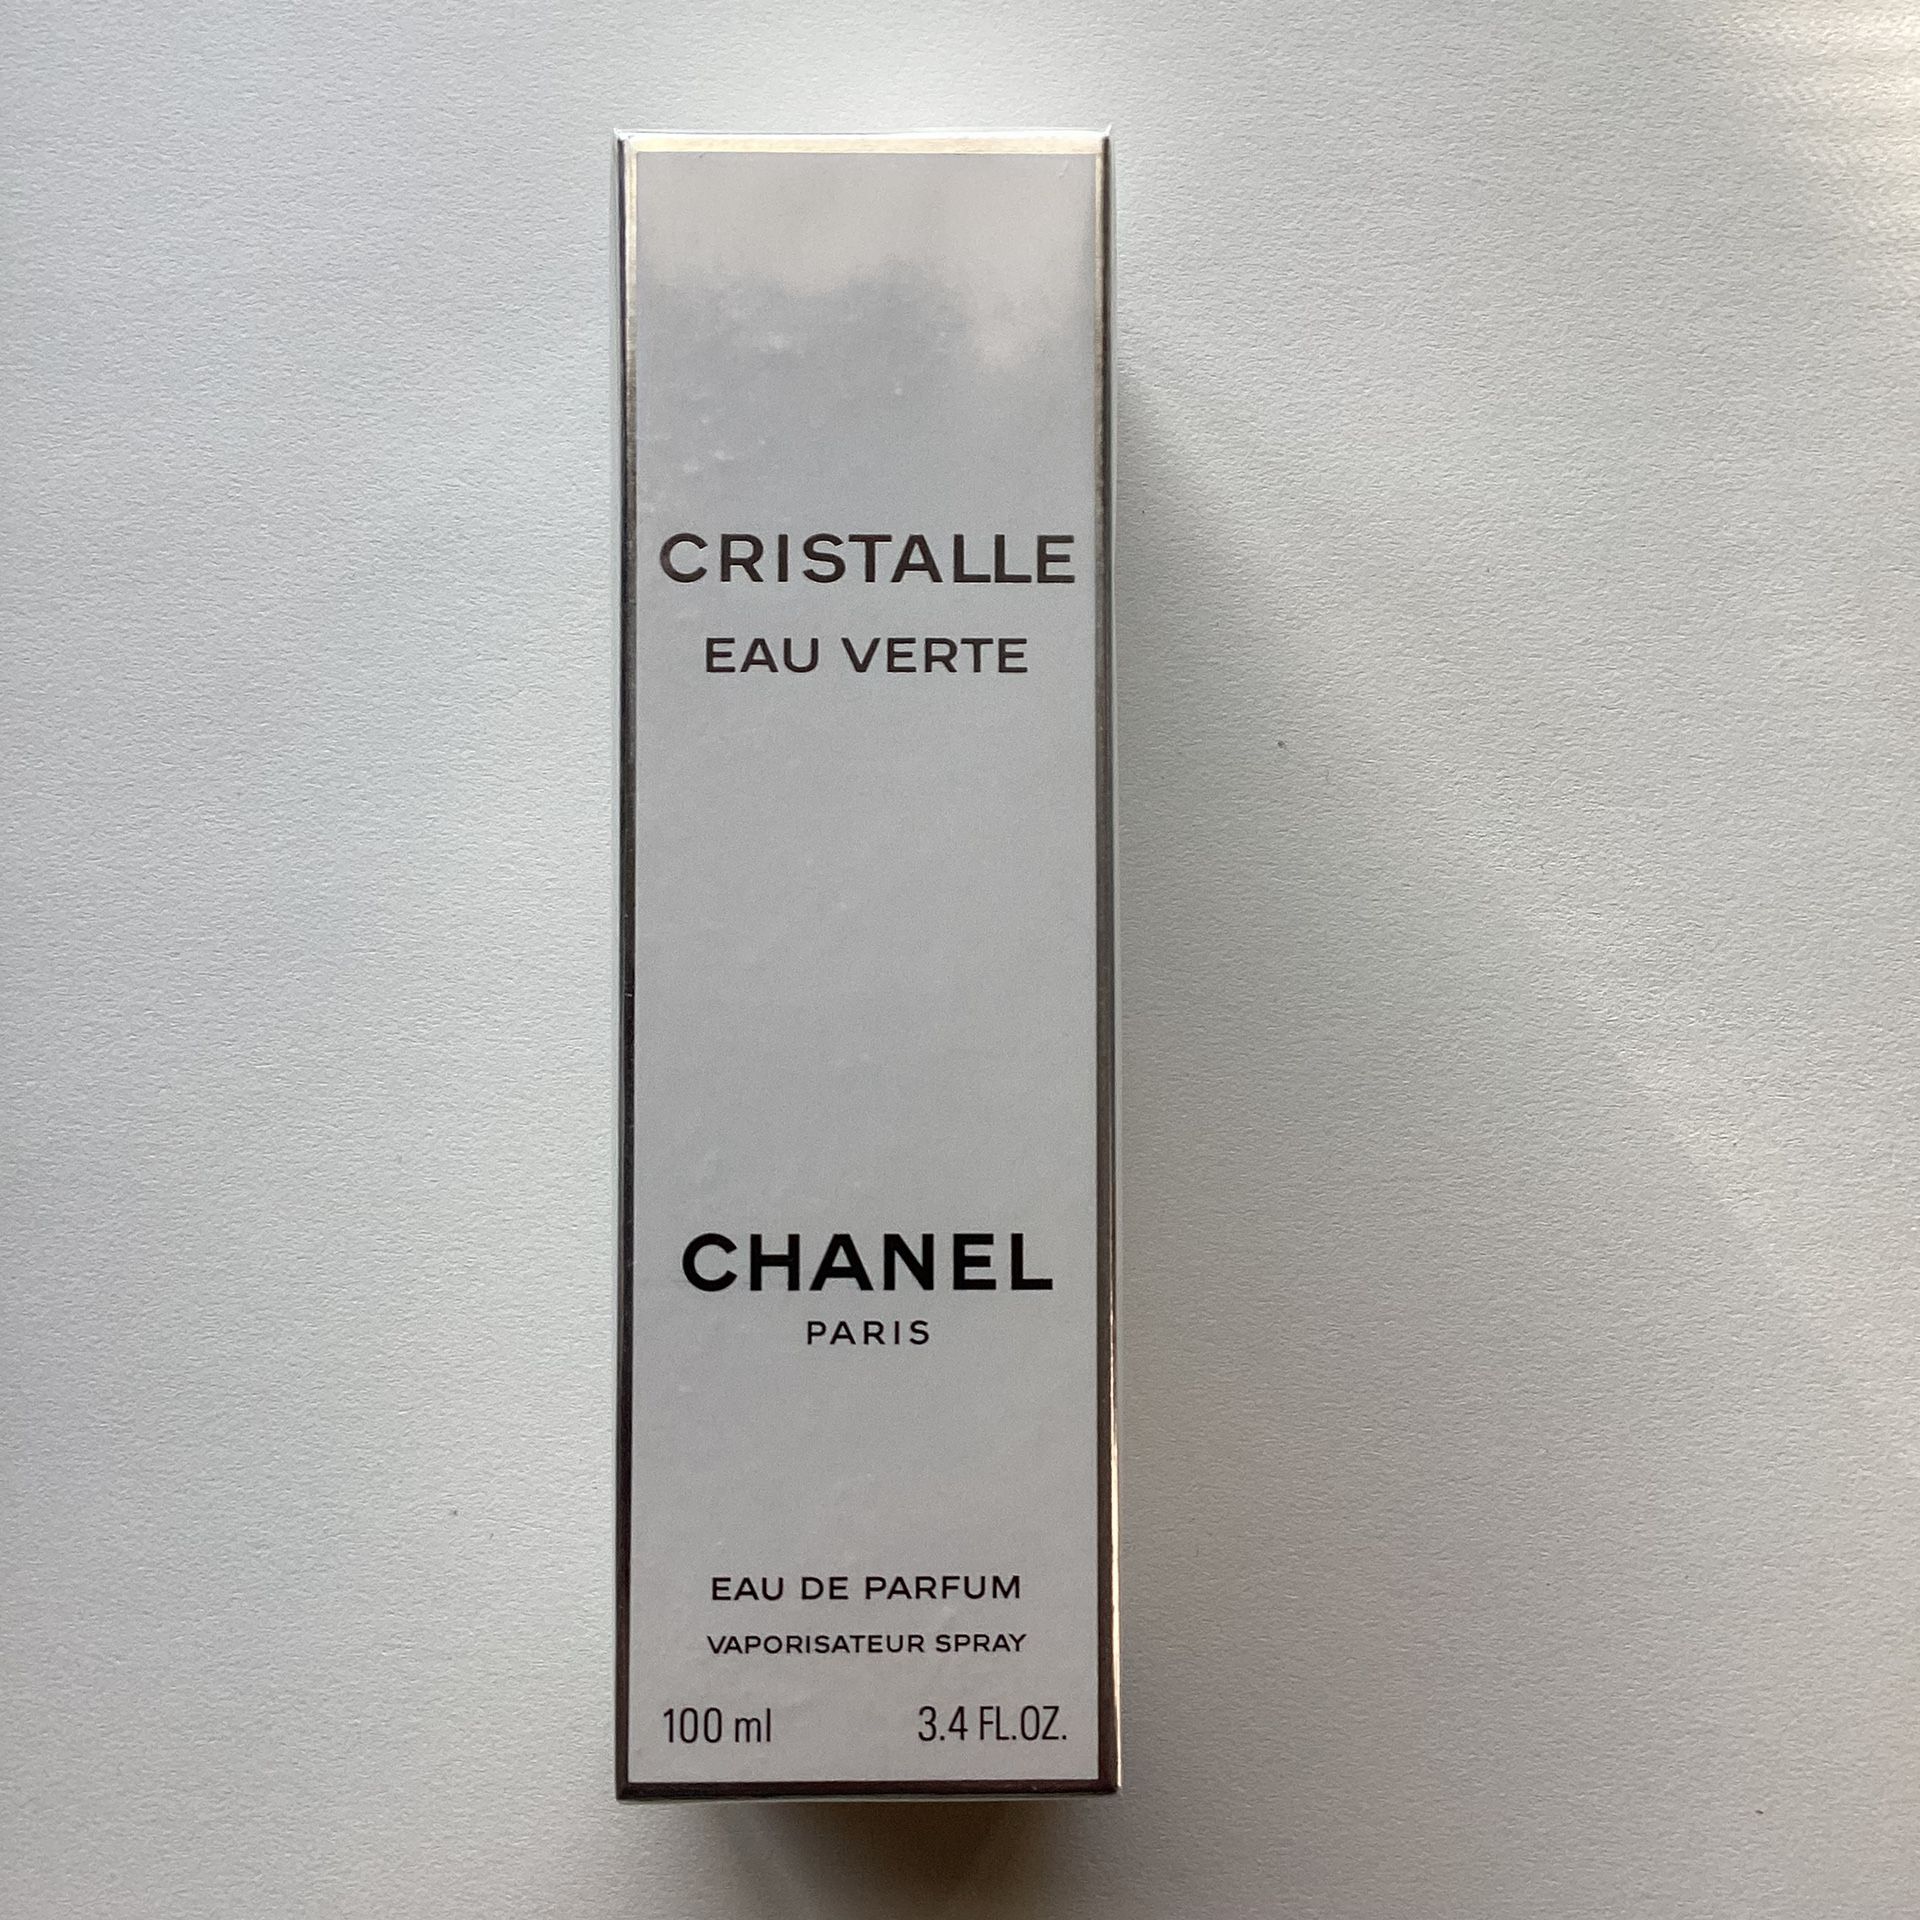 CRISTALLE
EAU VERTE
CHANEL
PARIS
EAU DE PARFUM
VAPORISATEUR SPRAY
100 ml 3.4 FL.OZ.